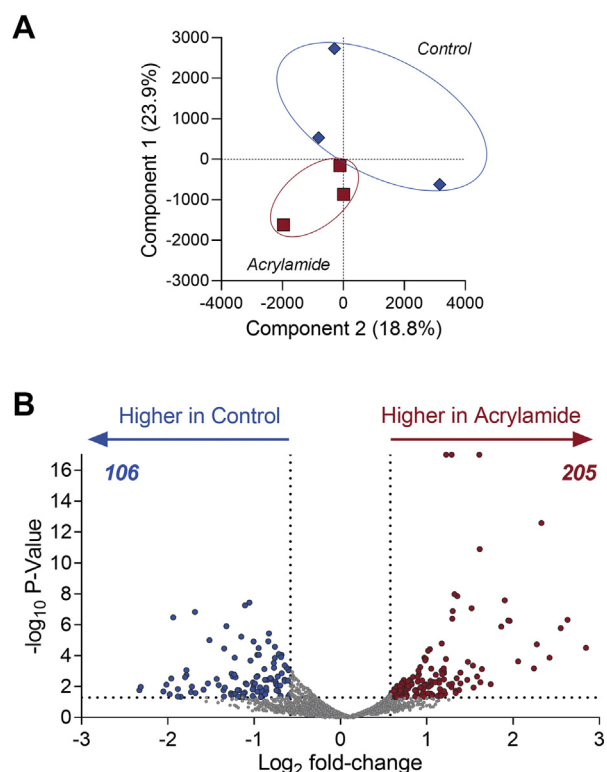 A
3000
2000
1000
0
-1000
-2000
-3000
Component 1 (23.9%)
Control
Acrylamide
-4000 -2000 0 2000 4000
Component 2 (18.8%)
B
Higher in Control Higher in Acrylamide
106 205
16
14
12
10
8
6
4
2
0
-log10 P-Value
-3 -2 -1 0 1 2 3
Log2 fold-change